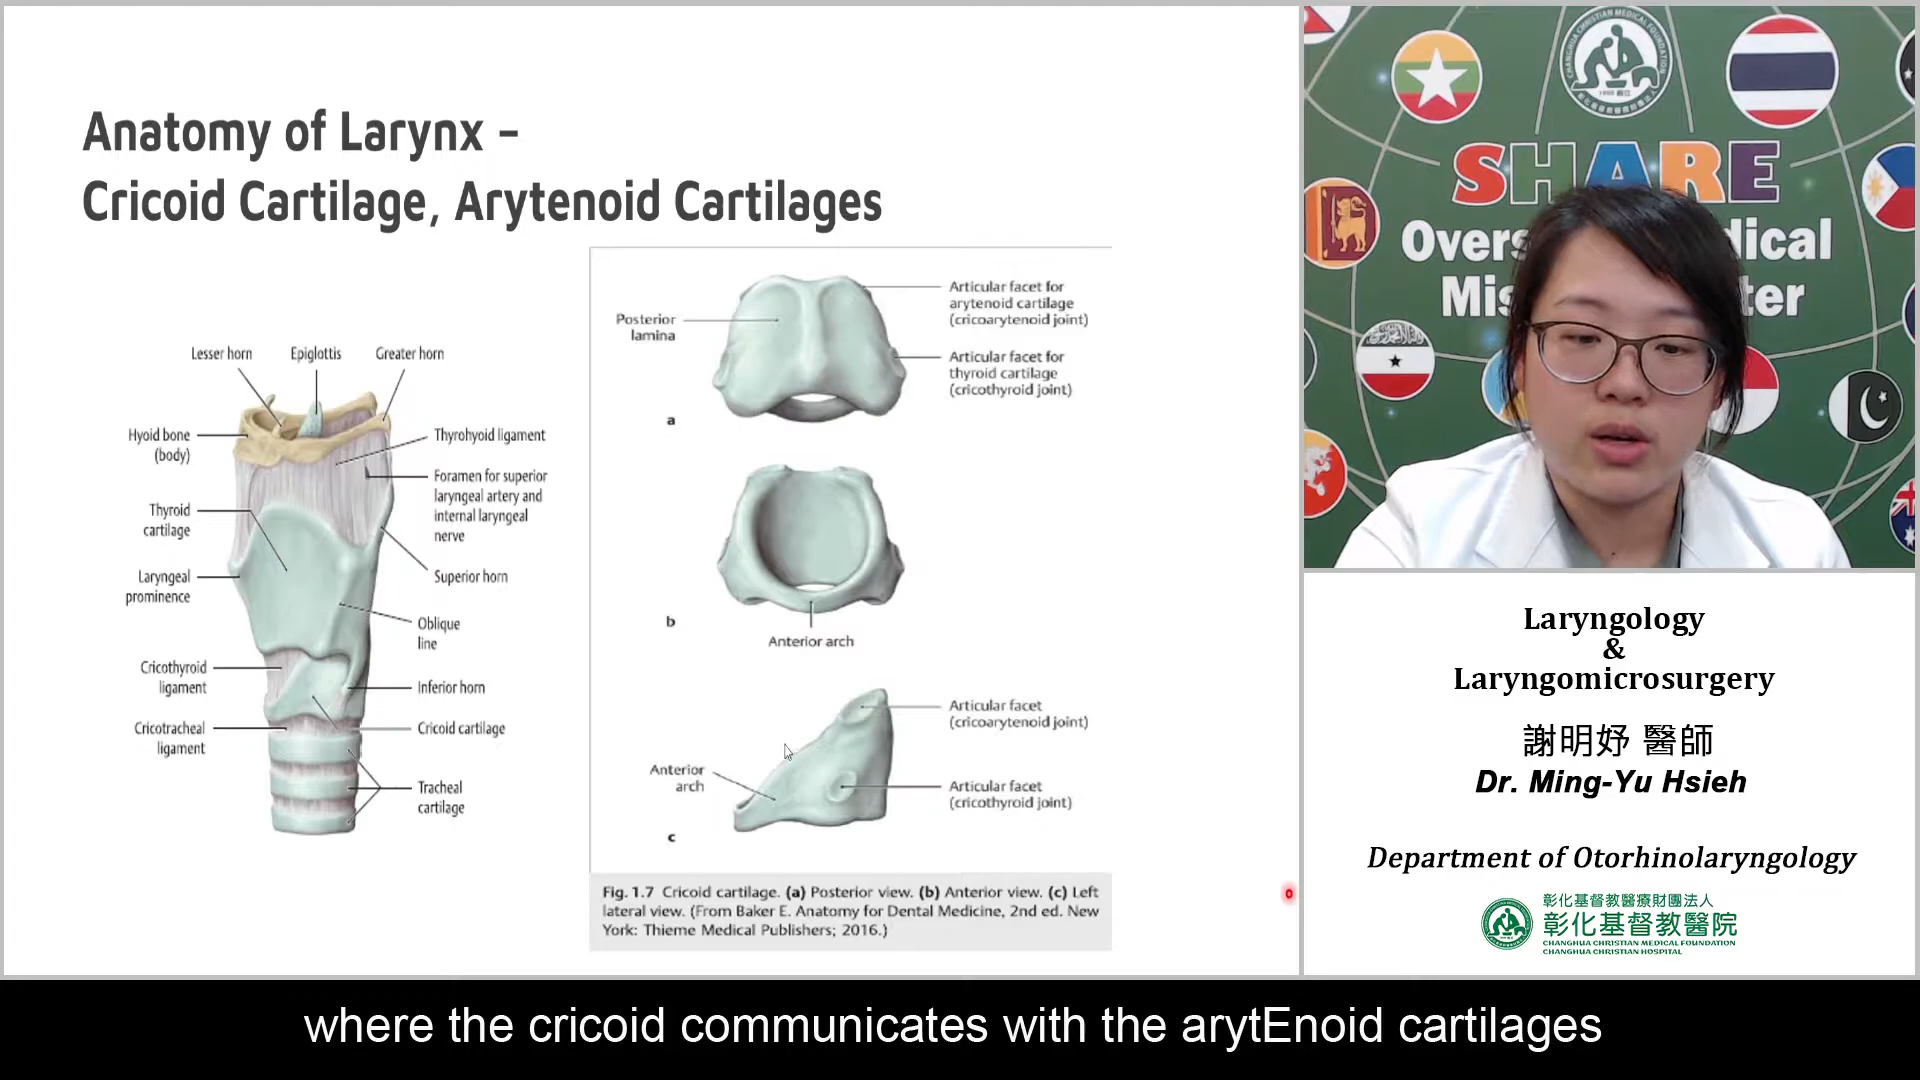 Anatomy of Larynx –
Cricoid Cartilage, Arytenoid Cartilages
Lesser horn
Epiglottis
Greater horn
Hyoid bone
(body)
Thyroid
cartilage
Laryngeal
prominence
Cricothyroid
ligament
Cricotracheal
ligament
Thyrohyoid ligament
Foramen for superior
laryngeal artery and
internal laryngeal
nerve
Superior horn
Oblique
line
Inferior horn
Cricoid cartilage
Tracheal
cartilage
Posterior
lamina
Articular facet for
arytenoid cartilage
(cricoarytenoid joint)
Articular facet for
thyroid cartilage
(cricothyroid joint)
a
b
Anterior arch
Articular facet
(cricoarytenoid joint)
Anterior
arch
Articular facet
(cricothyroid joint)
c
Fig. 1.7 Cricoid cartilage. (a) Posterior view. (b) Anterior view. (c) Left
lateral view. (From Baker E. Anatomy for Dental Medicine, 2nd ed. New
York: Thieme Medical Publishers; 2016.)
CHANGHUA CHRISTIAN MEDICAL FOUNDATION
SHARE
Laryngology
&
Laryngomicrosurgery
謝明妤 醫師
Dr. Ming-Yu Hsieh
Department of Otorhinolaryngology
彰化基督教醫療財團法人
彰化基督教醫院
CHANGHUA CHRISTIAN MEDICAL FOUNDATION
CHANGHUA CHRISTIAN HOSPITAL
where the cricoid communicates with the arytEnoid cartilages